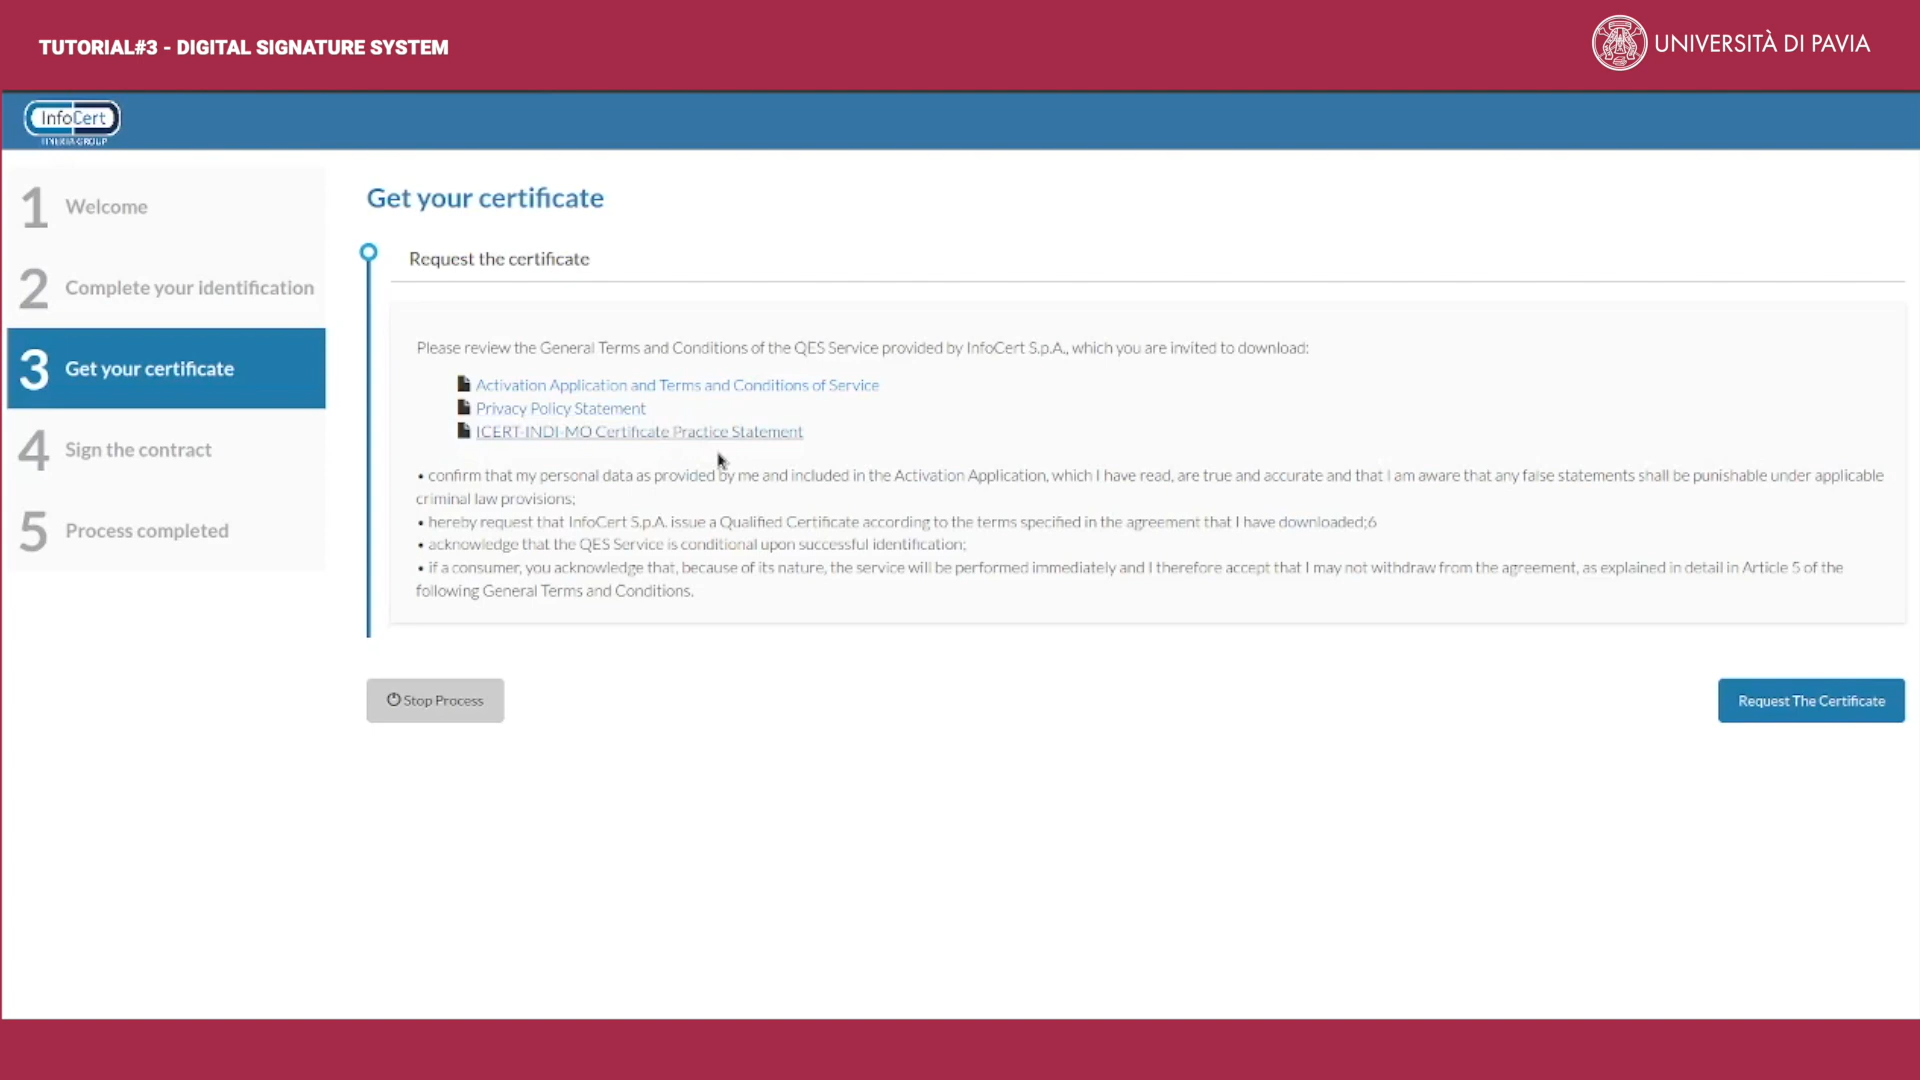 TUTORIAL#3 - DIGITAL SIGNATURE SYSTEM
UNIVERSITÀ DI PAVIA
InfoCert
TINEXTA GROUP
1 Welcome
2 Complete your identification
3 Get your certificate
4 Sign the contract
5 Process completed
Get your certificate
Request the certificate
Please review the General Terms and Conditions of the QES Service provided by InfoCert S.p.A., which you are invited to download:
Activation Application and Terms and Conditions of Service
Privacy Policy Statement
ICERT-INDI-MO Certificate Practice Statement
• confirm that my personal data as provided by me and included in the Activation Application, which I have read, are true and accurate and that I am aware that any false statements shall be punishable under applicable
criminal law provisions;
• hereby request that InfoCert S.p.A. issue a Qualified Certificate according to the terms specified in the agreement that I have downloaded;6
• acknowledge that the QES Service is conditional upon successful identification;
• if a consumer, you acknowledge that, because of its nature, the service will be performed immediately and I therefore accept that I may not withdraw from the agreement, as explained in detail in Article 5 of the
following General Terms and Conditions.
Stop Process
Request The Certificate